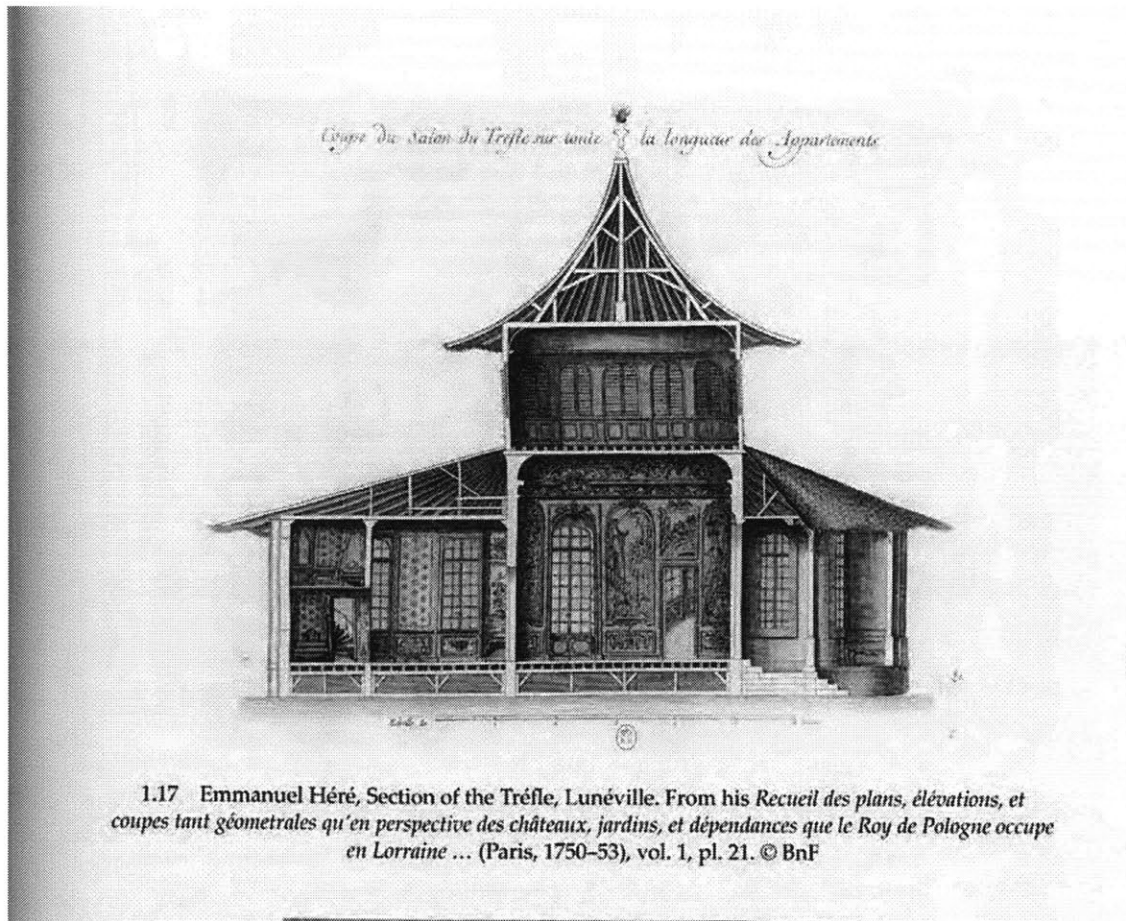 Coupe du Salon du Trefle sur toute la longueur des Appartements
1.17 Emmanuel Héré, Section of the Tréfle, Lunéville. From his Recueil des plans, élévations, et
coupes tant géometrales qu'en perspective des châteaux, jardins, et dépendances que le Roy de Pologne occupe
en Lorraine ... (Paris, 1750–53), vol. 1, pl. 21. © BnF